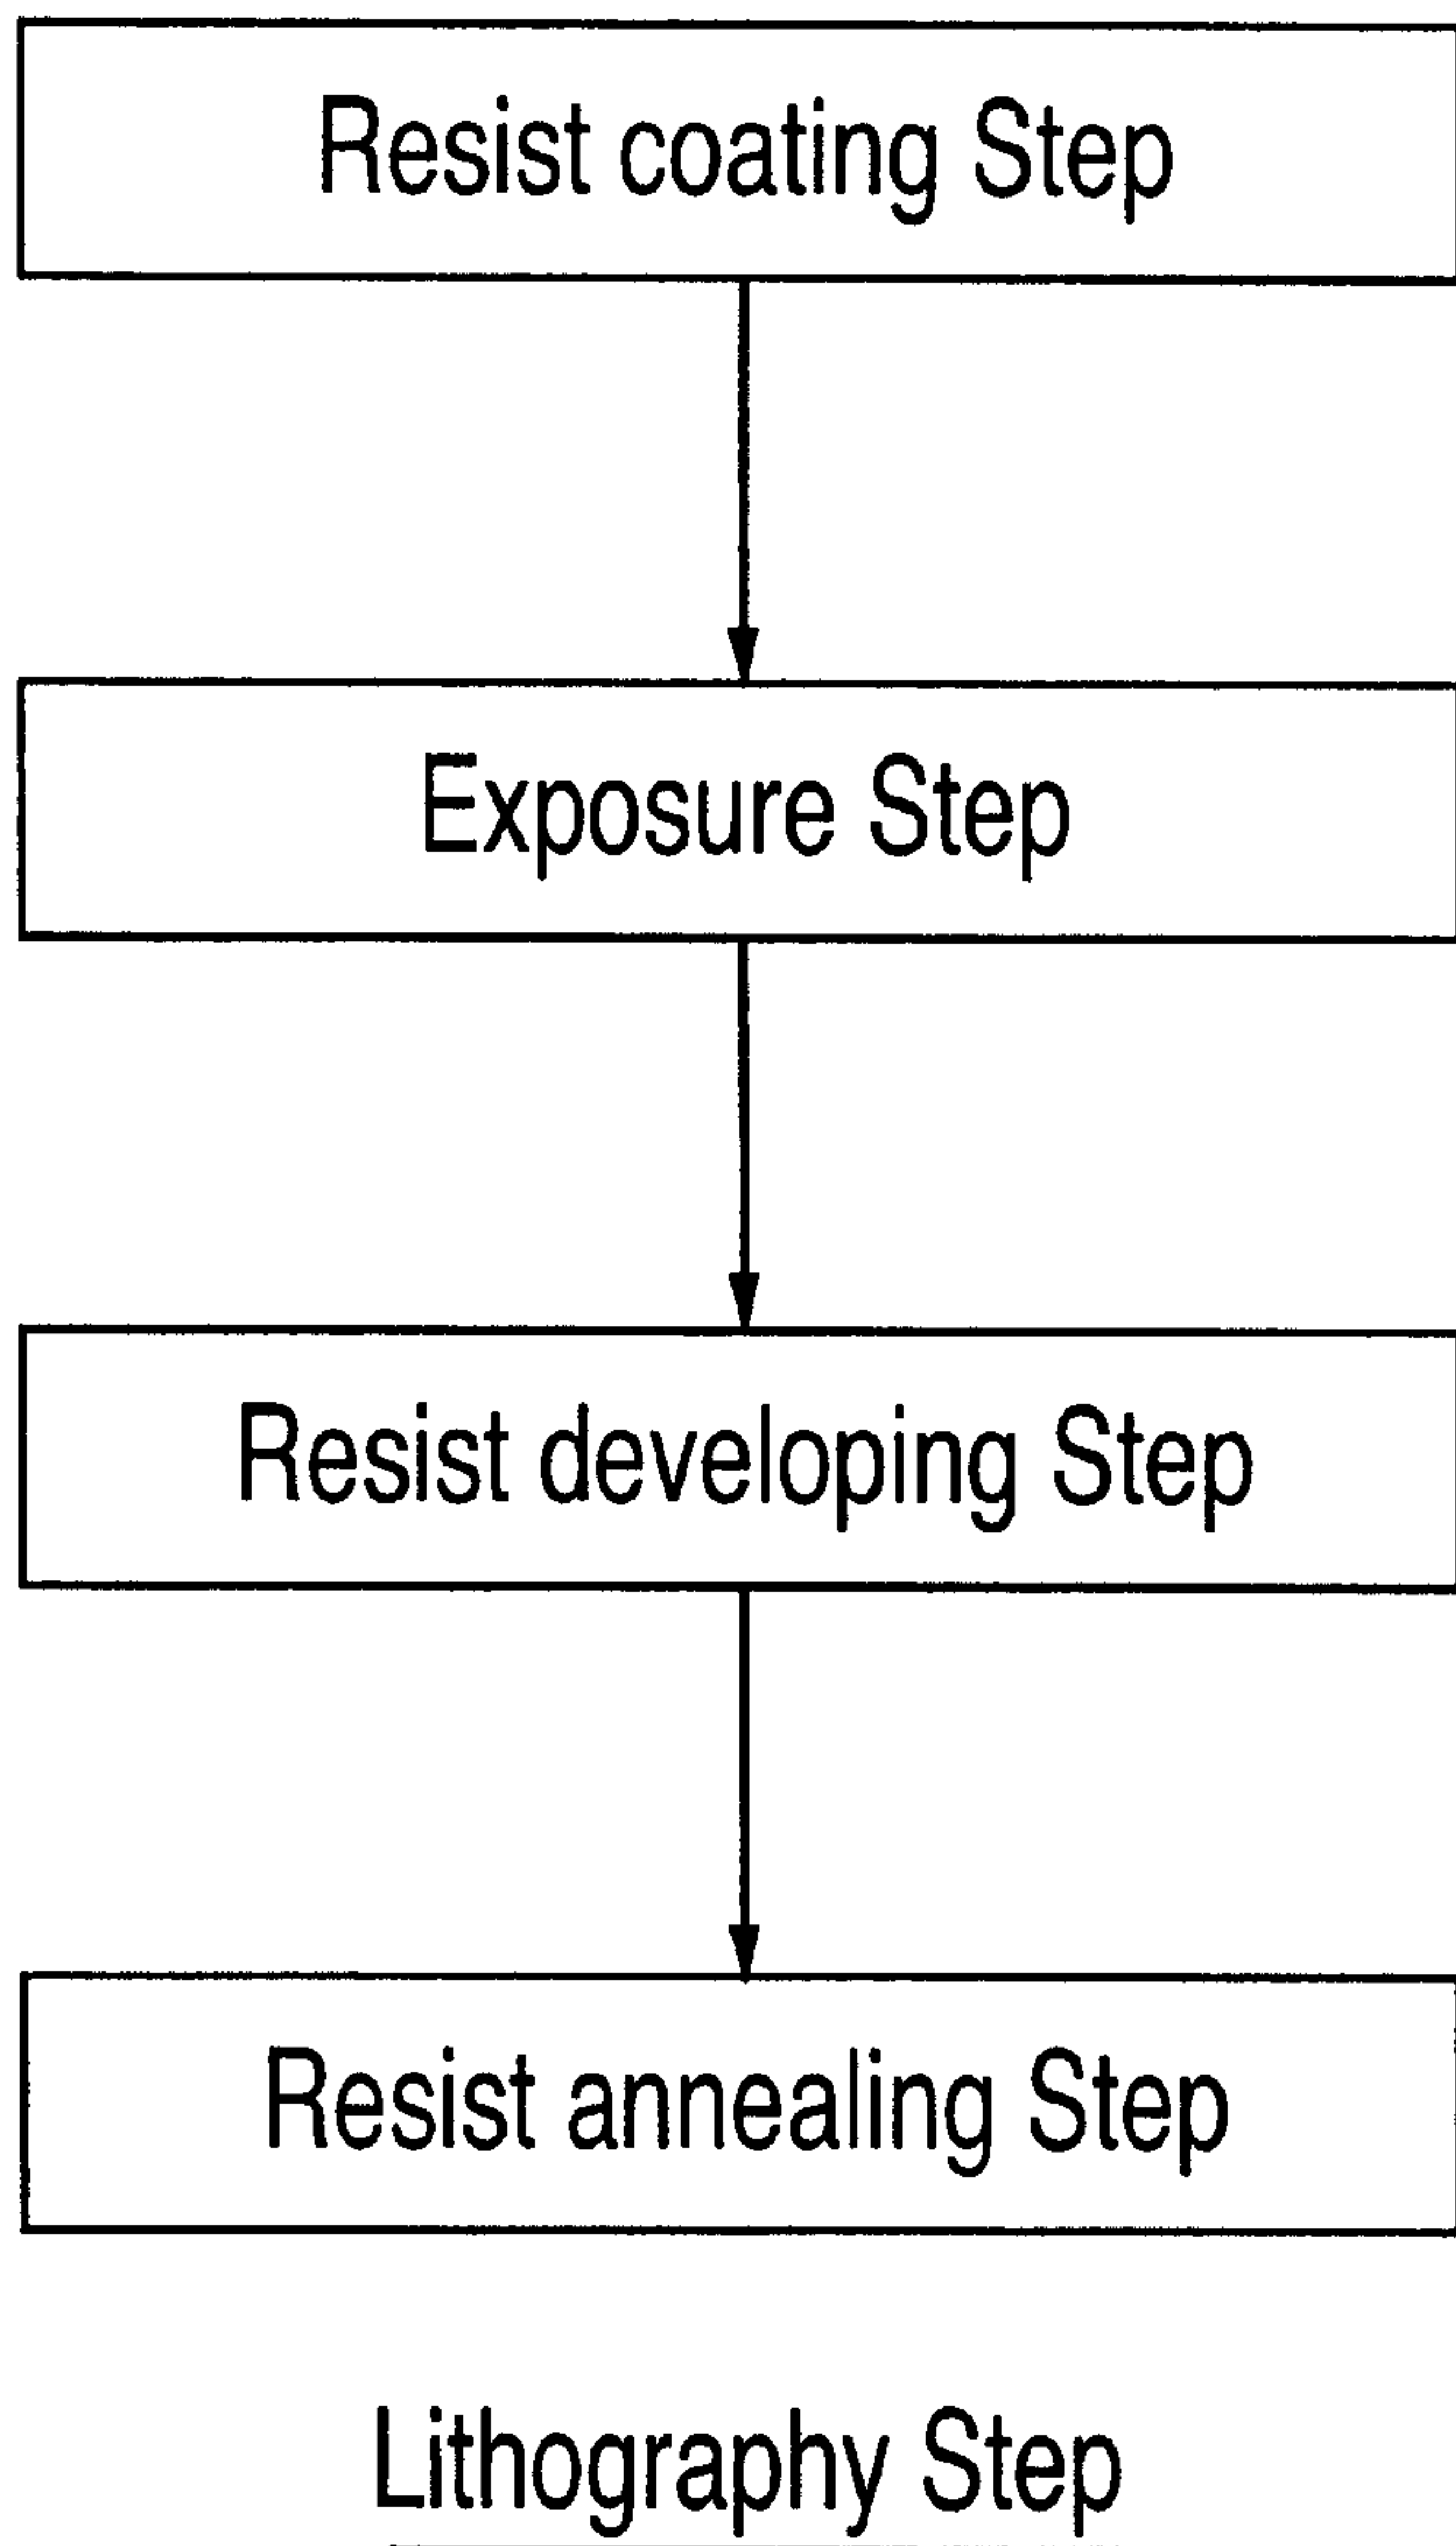 Resist coating Step
Exposure Step
Resist developing Step
Resist annealing Step
Lithography Step